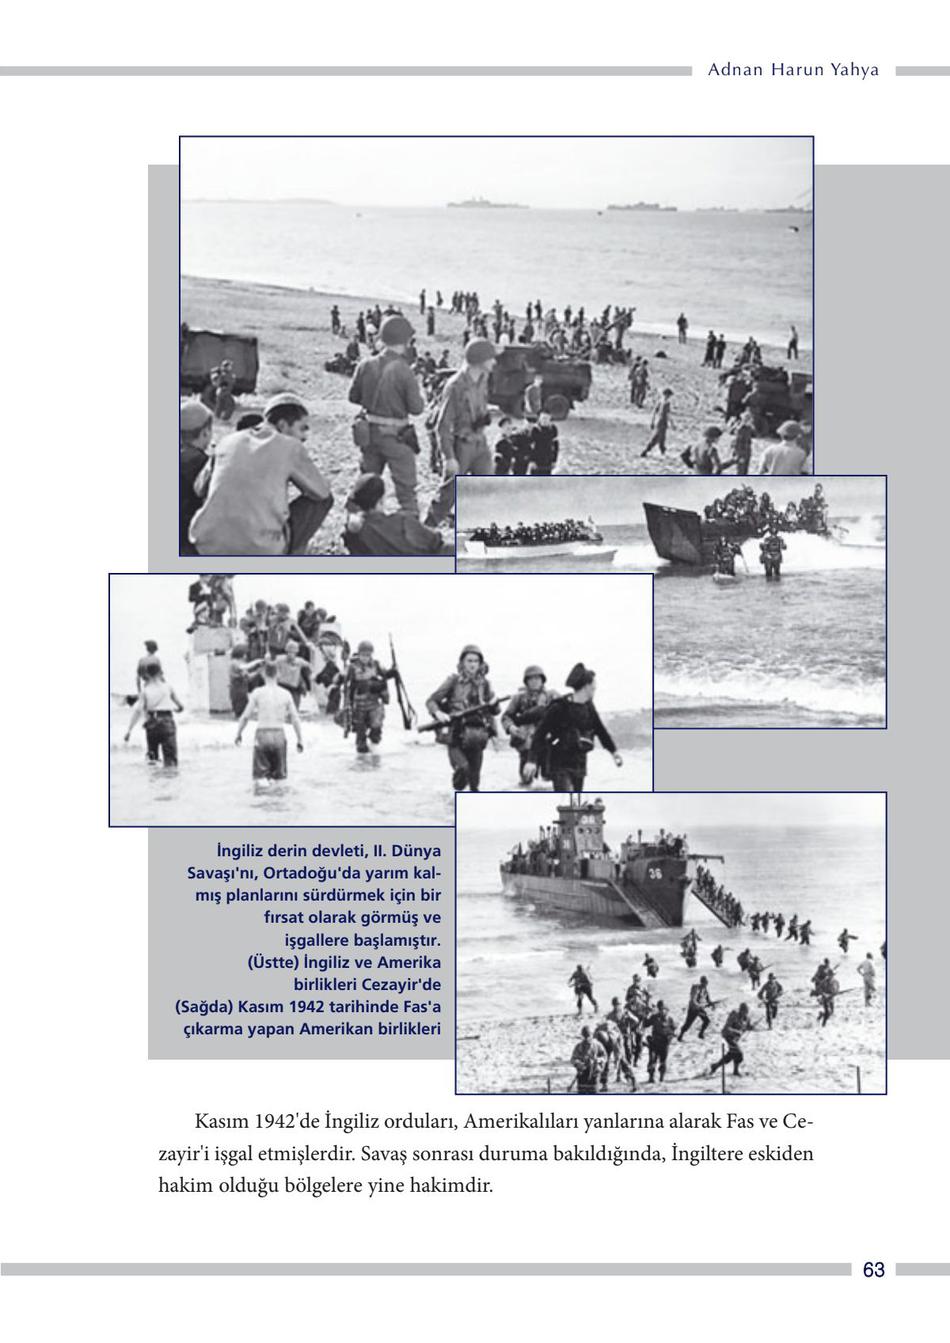 Adnan Harun Yahya
36
İngiliz derin devleti, II. Dünya
Savaşı'nı, Ortadoğu'da yarım kal-
mış planlarını sürdürmek için bir
fırsat olarak görmüş ve
işgallere başlamıştır.
(Üstte) İngiliz ve Amerika
birlikleri Cezayir'de
(Sağda) Kasım 1942 tarihinde Fas'a
çıkarma yapan Amerikan birlikleri
Kasım 1942'de İngiliz orduları, Amerikalıları yanlarına alarak Fas ve Ce-
zayir'i işgal etmişlerdir. Savaş sonrası duruma bakıldığında, İngiltere eskiden
hakim olduğu bölgelere yine hakimdir.
63